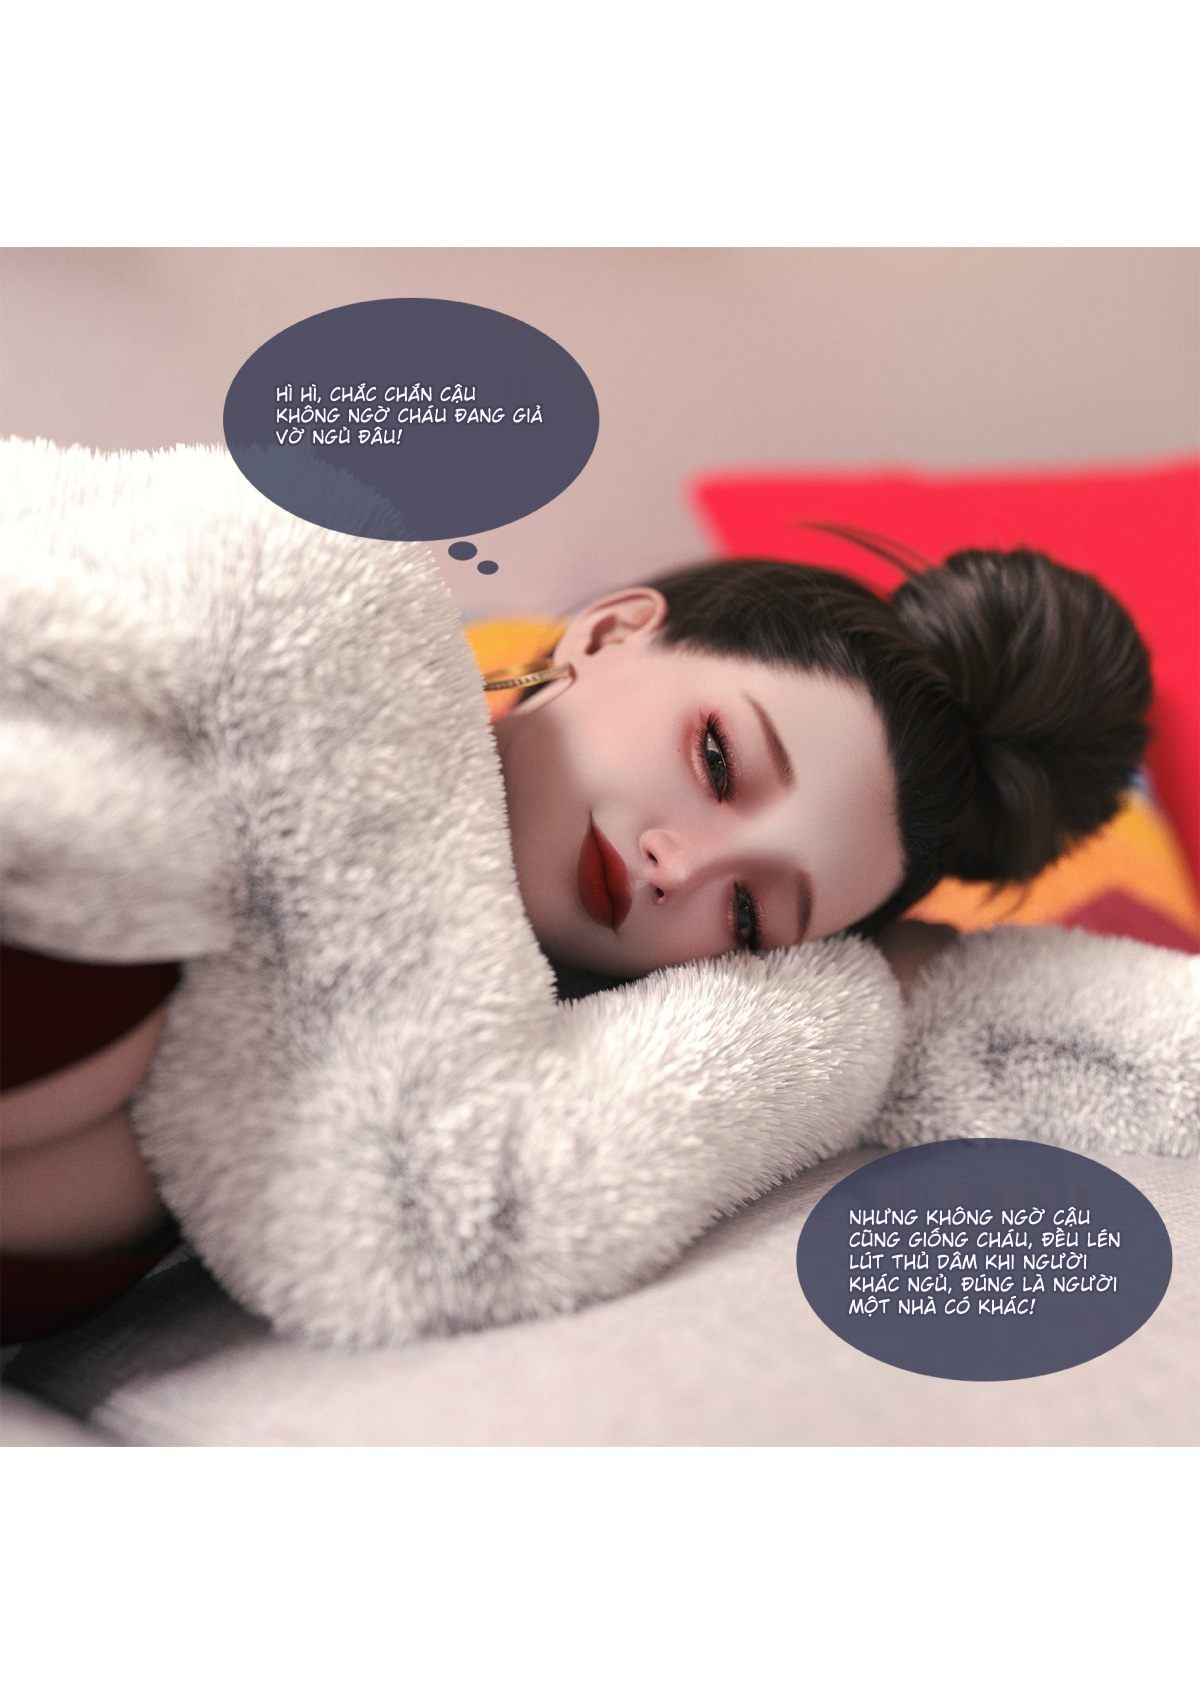 HÌ HÌ, CHẮC CHẮN CẬU
KHÔNG NGỜ CHÁU ĐANG GIẢ
VỜ NGỦ ĐÂU!
NHƯNG KHÔNG NGỜ CẬU
CŨNG GIỐNG CHÁU, ĐỀU LÉN
LÚT THỦ DÂM KHI NGƯỜI
KHÁC NGỦ, ĐÚNG LÀ NGƯỜI
MỘT NHÀ CÓ KHÁC!